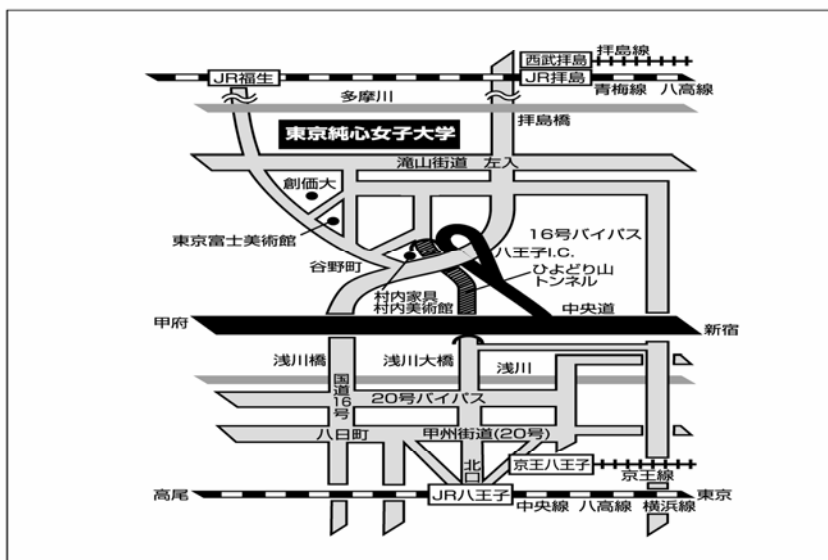 西武拝島
拝島線
JR福生
JR拝島
青梅線 八高線
多摩川
拝島橋
東京純心女子大学
滝山街道 左入
創価大
東京富士美術館
16号バイパス
八王子I.C.
谷野町
ひよどり山
トンネル
村内家具
村内美術館
中央道
甲府
新宿
浅川橋
浅川大橋
浅川
国道16号
20号バイパス
八日町
甲州街道(20号)
北口
京王八王子
京王線
高尾
JR八王子
東京
中央線 八高線 横浜線